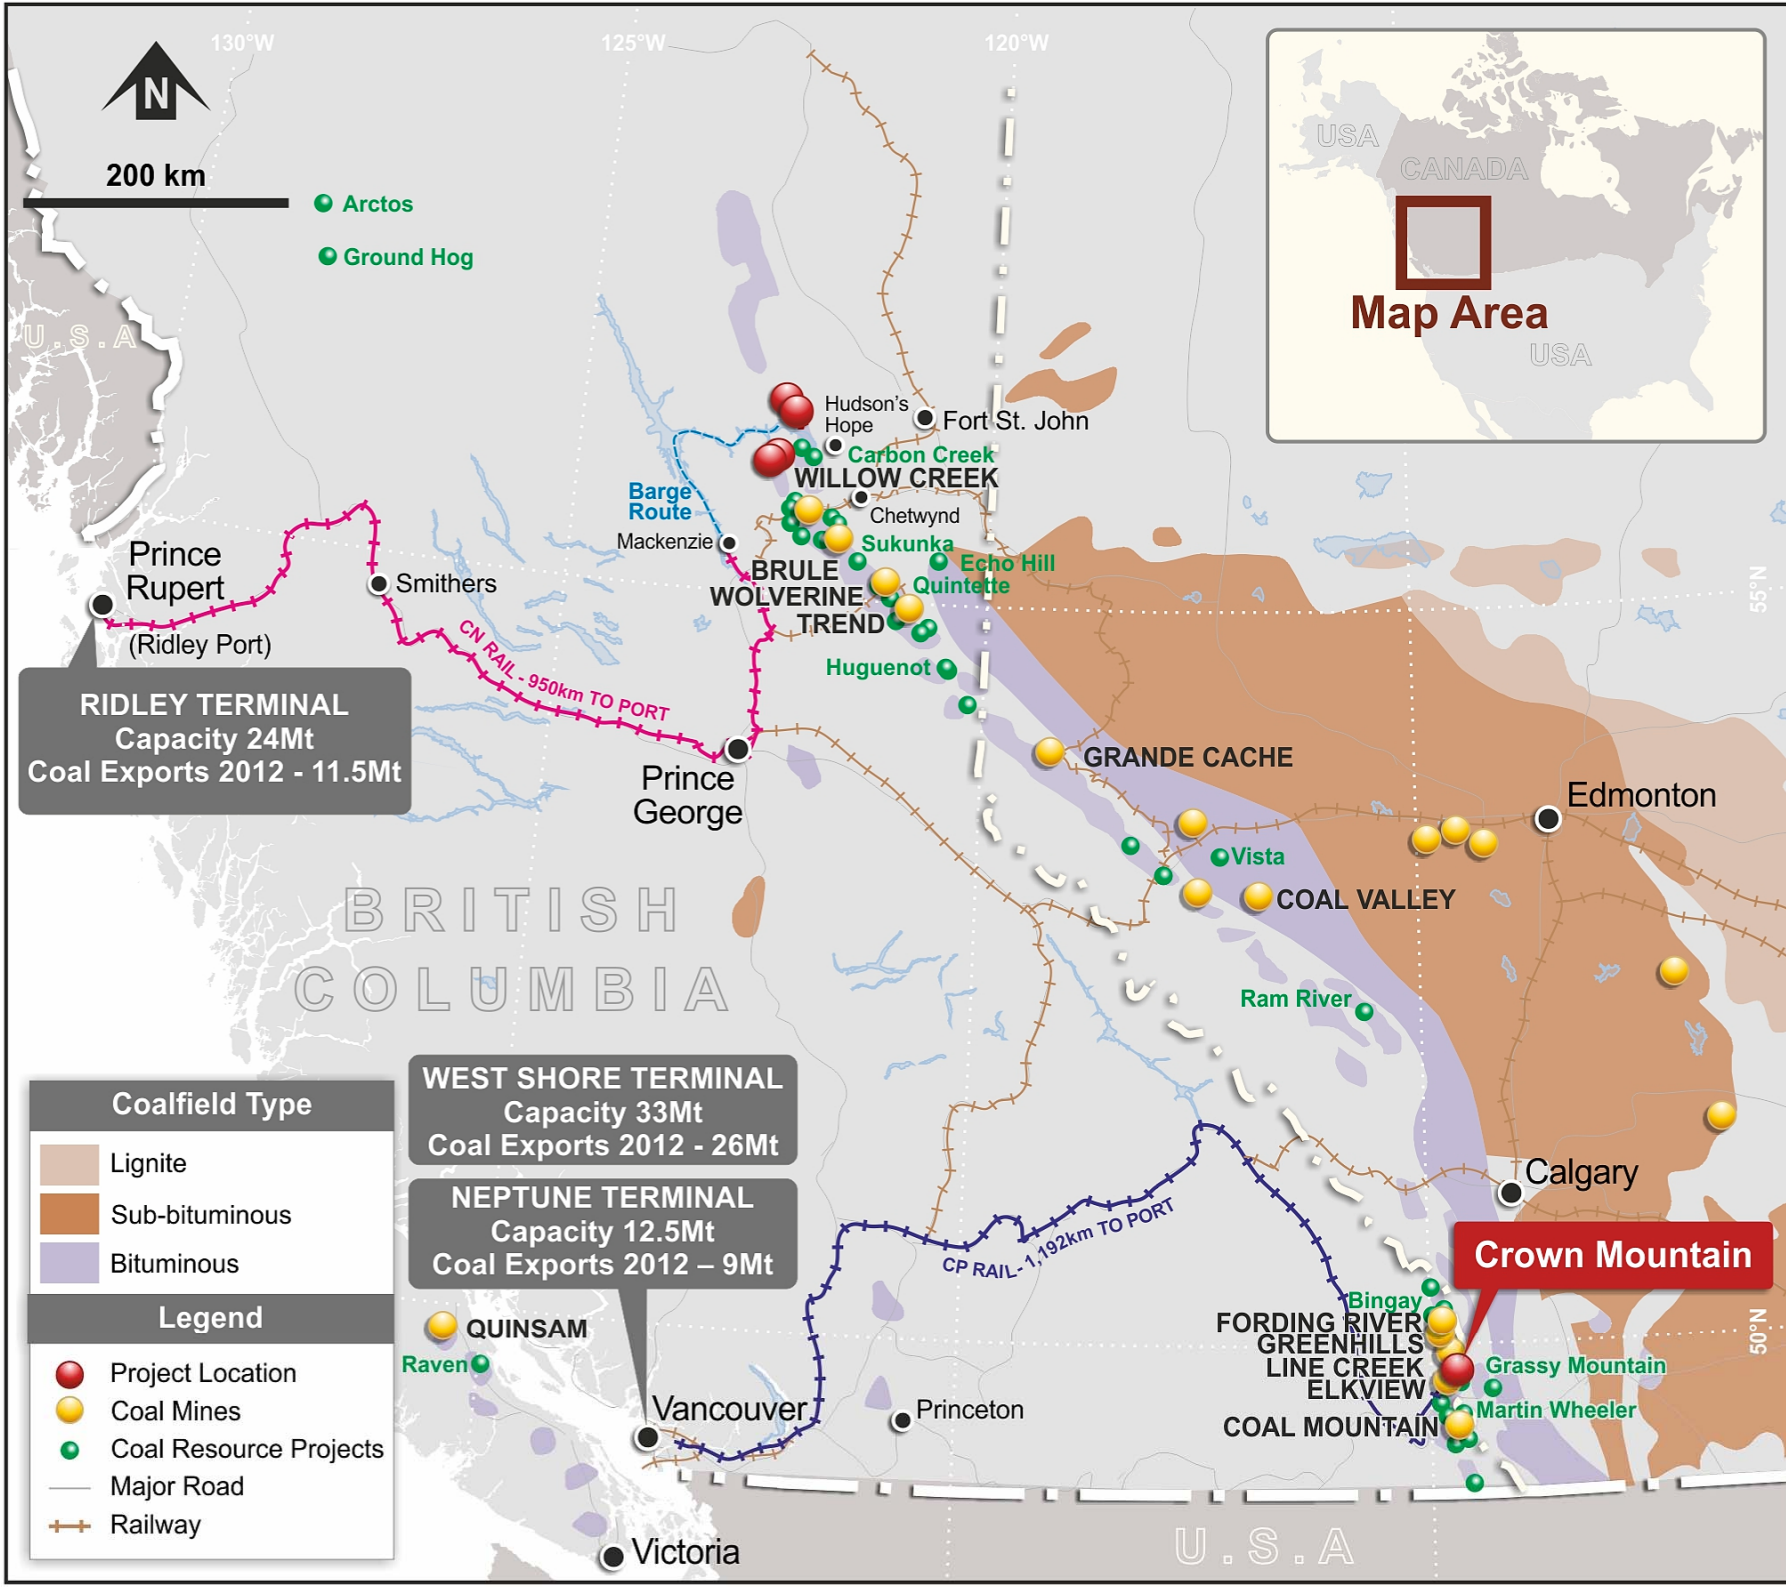 130°W
125°W
120°W
N
200 km
Arctos
Ground Hog
U.S.A
USA
CANADA
Map Area
USA
Hudson's
Hope
Fort St. John
Carbon Creek
WILLOW CREEK
Barge
Route
Chetwynd
Mackenzie
Sukunka
Echo Hill
BRULE
Quintette
WOLVERINE
TREND
55°N
Prince
Rupert
(Ridley Port)
Smithers
CN RAIL - 950km TO PORT
Huguenot
RIDLEY TERMINAL
Capacity 24Mt
Coal Exports 2012 - 11.5Mt
Prince
George
GRANDE CACHE
Edmonton
Vista
COAL VALLEY
BRITISH
COLUMBIA
Ram River
WEST SHORE TERMINAL
Capacity 33Mt
Coal Exports 2012 - 26Mt
NEPTUNE TERMINAL
Capacity 12.5Mt
Coal Exports 2012 – 9Mt
Calgary
CP RAIL - 1,192km TO PORT
Crown Mountain
Bingay
FORDING RIVER
GREENHILLS
LINE CREEK
ELKVIEW
COAL MOUNTAIN
Grassy Mountain
Martin Wheeler
50°N
QUINSAM
Raven
Vancouver
Princeton
Victoria
U.S.A
Coalfield Type
Lignite
Sub-bituminous
Bituminous
Legend
Project Location
Coal Mines
Coal Resource Projects
Major Road
Railway